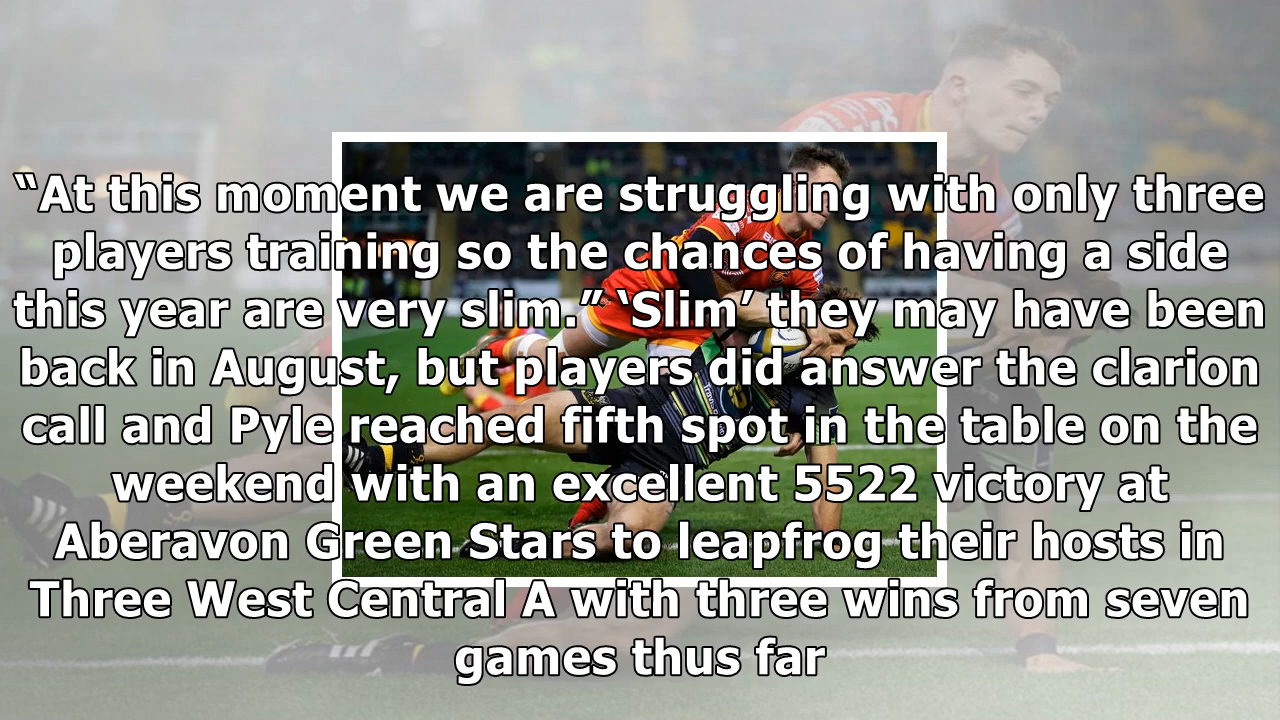 “At this moment we are struggling with only three
players training so the chances of having a side
this year are very slim.” ‘Slim’ they may have been
back in August, but players did answer the clarion
call and Pyle reached fifth spot in the table on the
weekend with an excellent 5522 victory at
Aberavon Green Stars to leapfrog their hosts in
Three West Central A with three wins from seven
games thus far